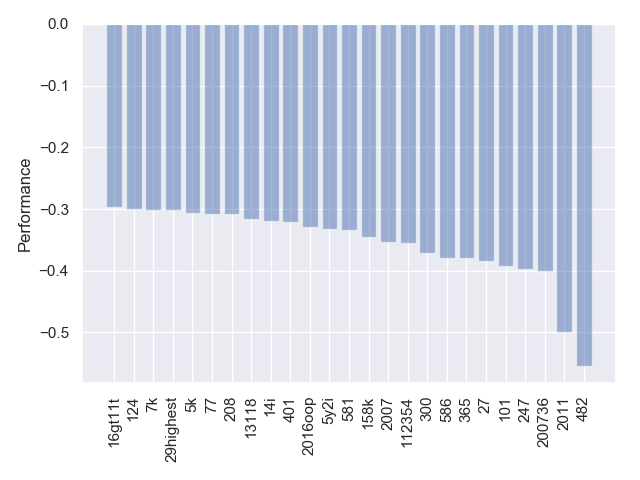 0.0
−0.1
−0.2
−0.3
−0.4
−0.5
Performance
16gt11t
124
7k
29highest
5k
77
208
13118
14i
401
2016oop
5y2i
581
158k
2007
112354
300
586
365
27
101
247
200736
2011
482